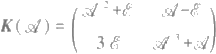 K(𝒜) = ( 𝒜² + ℰ   𝒜 − ℰ
3ℰ   𝒜³ + 𝒜 )